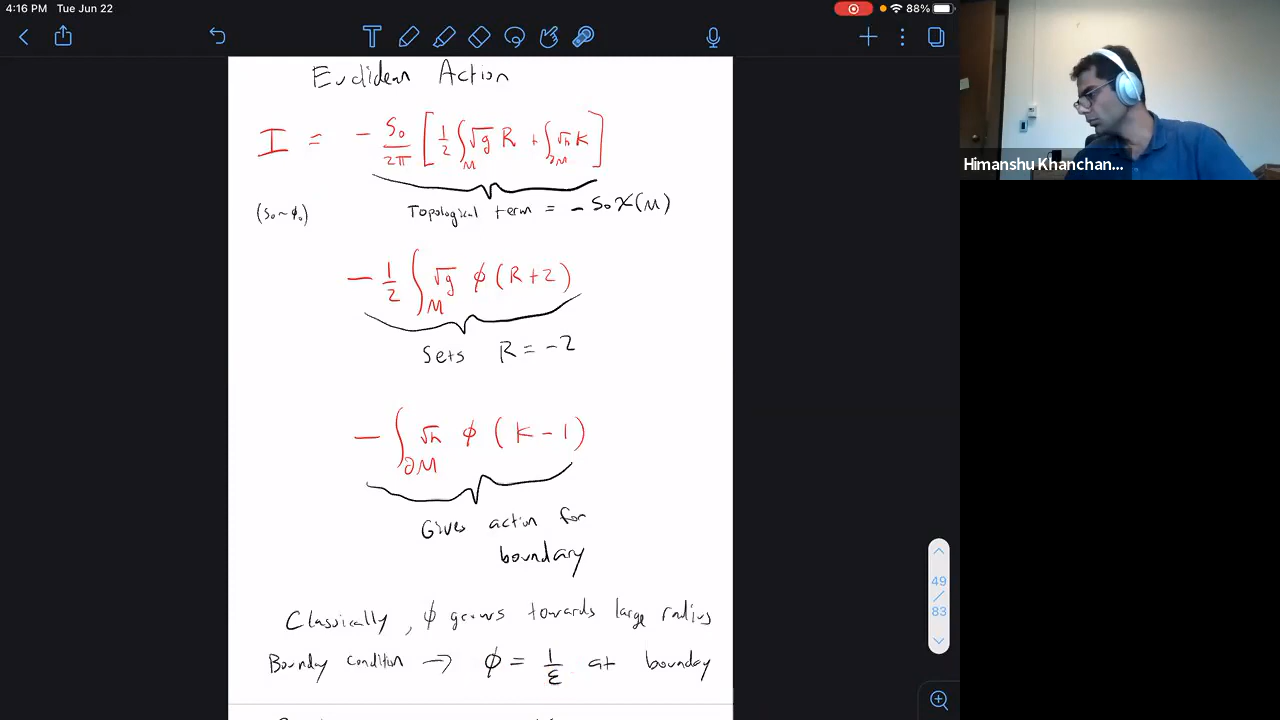 4:16 PM Tue Jun 22
88%
Euclidean Action
I = - S₀/2π [ 1/2 ∫_M √g R + ∫_∂M √h K ]
(S₀ ~ φ₀)
Topological term = - S₀ χ(M)
- 1/2 ∫_M √g φ (R+2)
Sets R = -2
- ∫_∂M √h φ (K - 1)
Gives action for
boundary
Classically, φ grows towards large radius
Boundary condition → φ = 1/ε at boundary
Himanshu Khanchan...
49
/
83